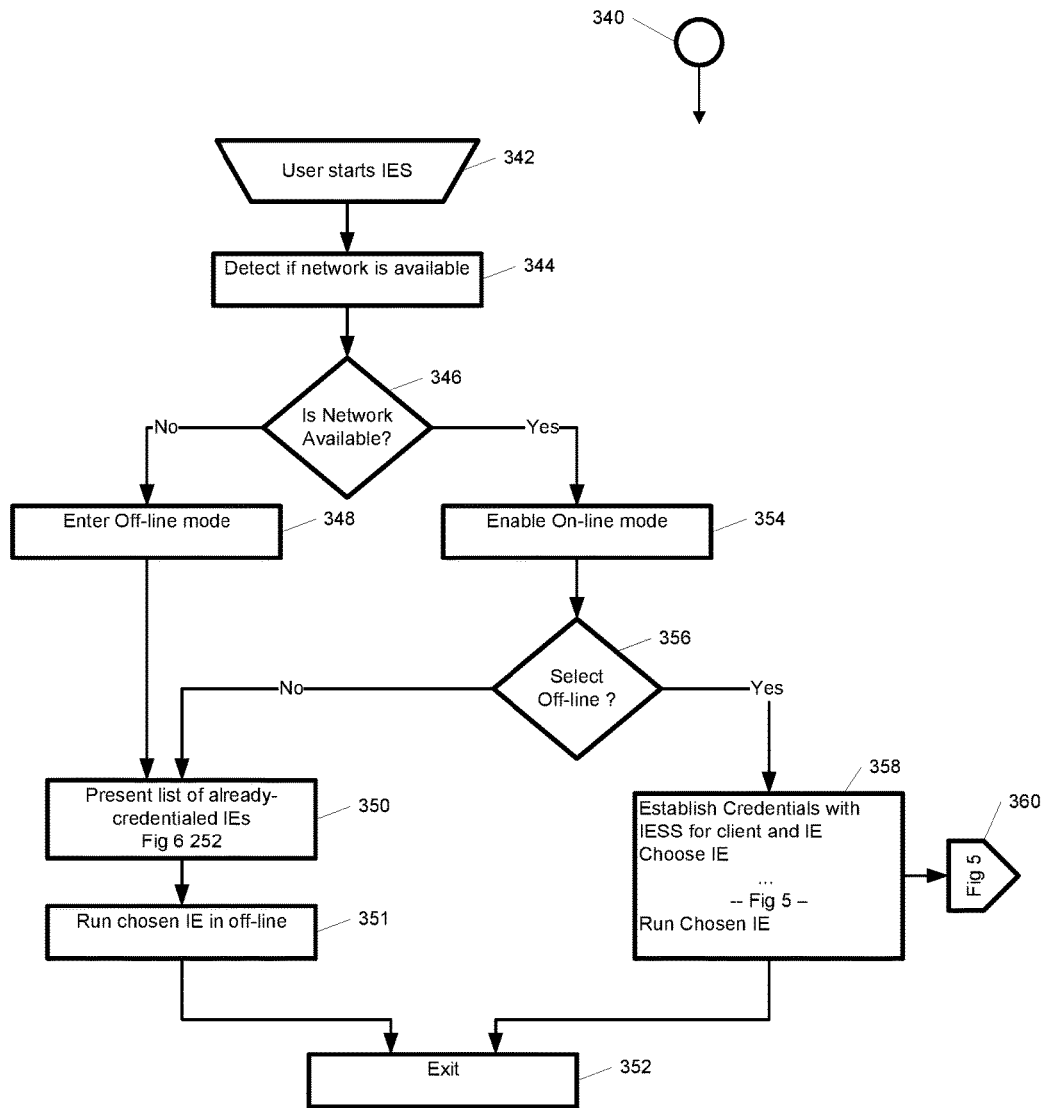 340
User starts IES
342
Detect if network is available
344
346
Is Network
Available?
No
Yes
Enter Off-line mode
348
Enable On-line mode
354
356
Select
Off-line ?
No
Yes
358
Present list of already-
credentialed IEs
Fig 6 252
350
Establish Credentials with
IESS for client and IE
Choose IE
...
-- Fig 5 –
Run Chosen IE
360
Fig 5
Run chosen IE in off-line
351
Exit
352